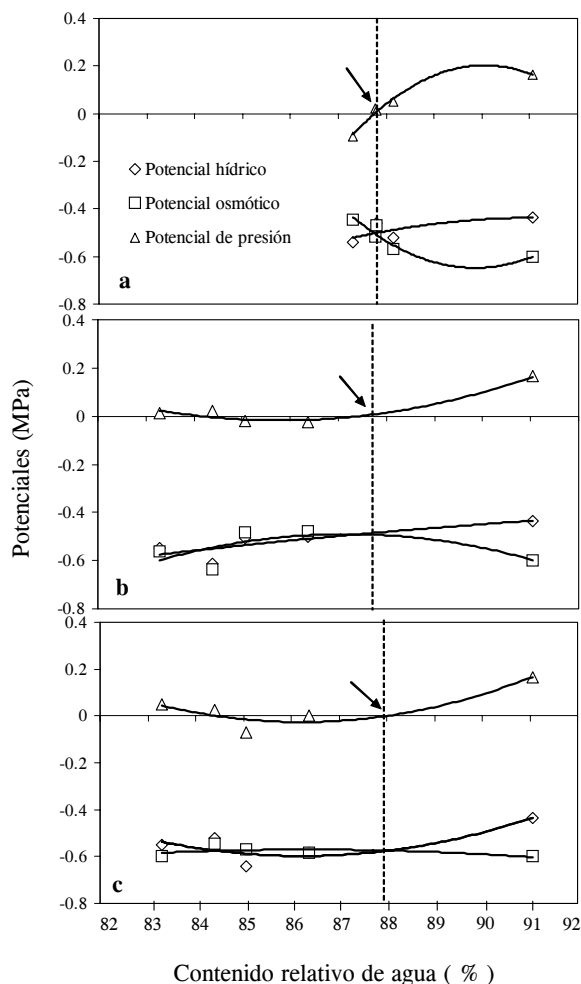 0.4
0.2
0
-0.2
Potencial hídrico
Potencial osmótico
-0.4
Potencial de presión
-0.6
a
-0.8
0.4
0.2
0
-0.2
-0.4
-0.6
b
-0.8
0.4
0.2
0
-0.2
-0.4
-0.6
c
-0.8
82 83 84 85 86 87 88 89 90 91 92
Potenciales (MPa)
Contenido relativo de agua ( % )